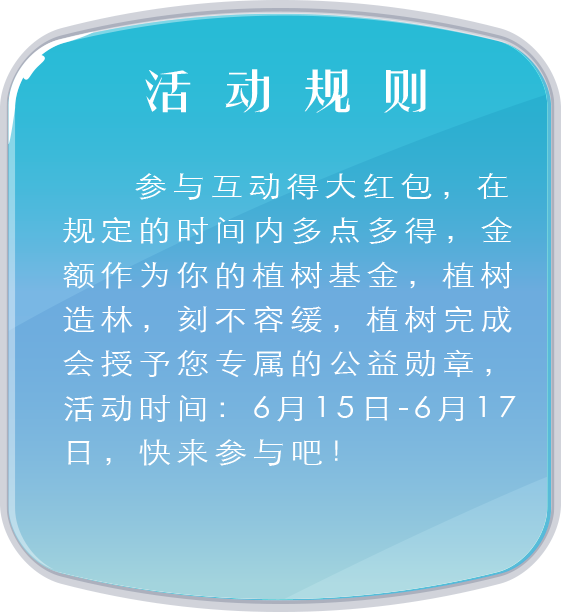 活动规则
参与互动得大红包，在
规定的时间内多点多得，金
额作为你的植树基金，植树
造林，刻不容缓，植树完成
会授予您专属的公益勋章，
活动时间：6月15日-6月17
日，快来参与吧！